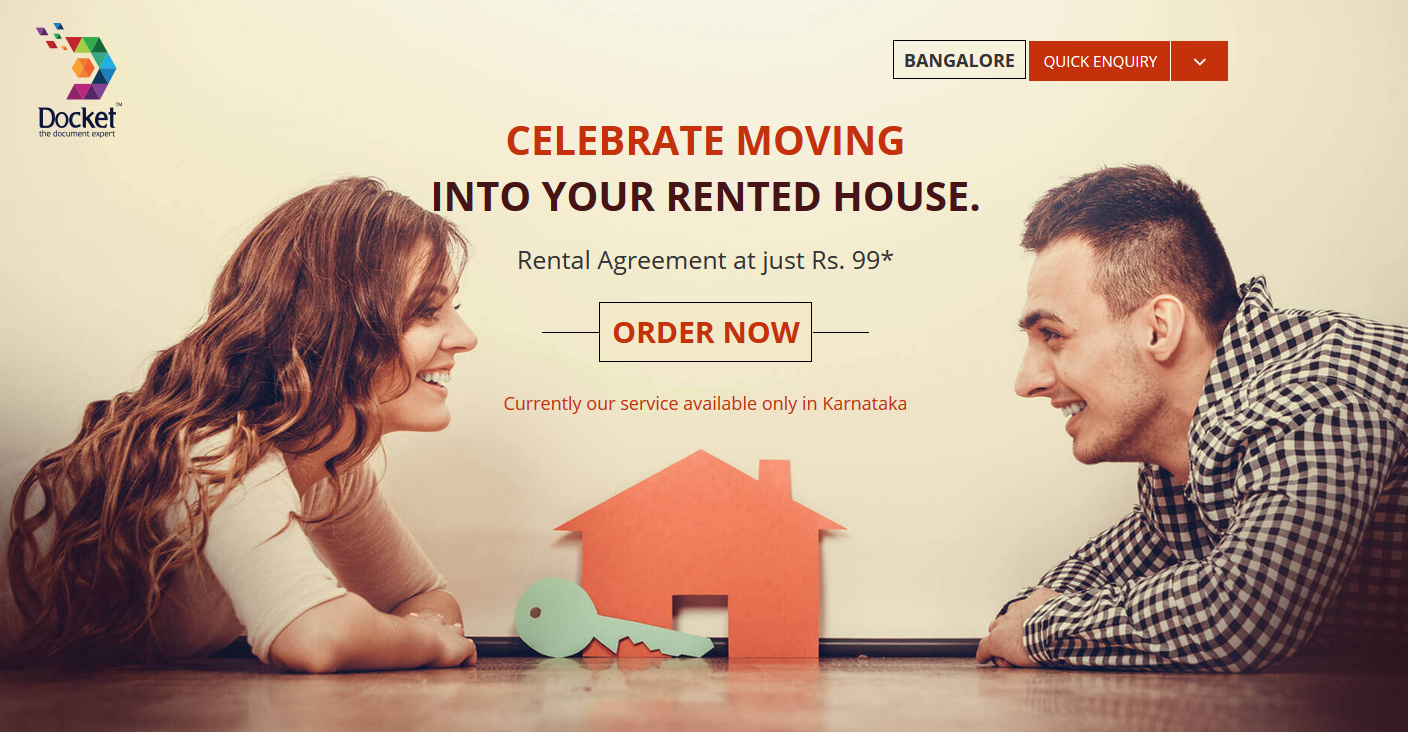 Docket™
the document expert
BANGALORE
QUICK ENQUIRY
CELEBRATE MOVING
INTO YOUR RENTED HOUSE.
Rental Agreement at just Rs. 99*
ORDER NOW
Currently our service available only in Karnataka